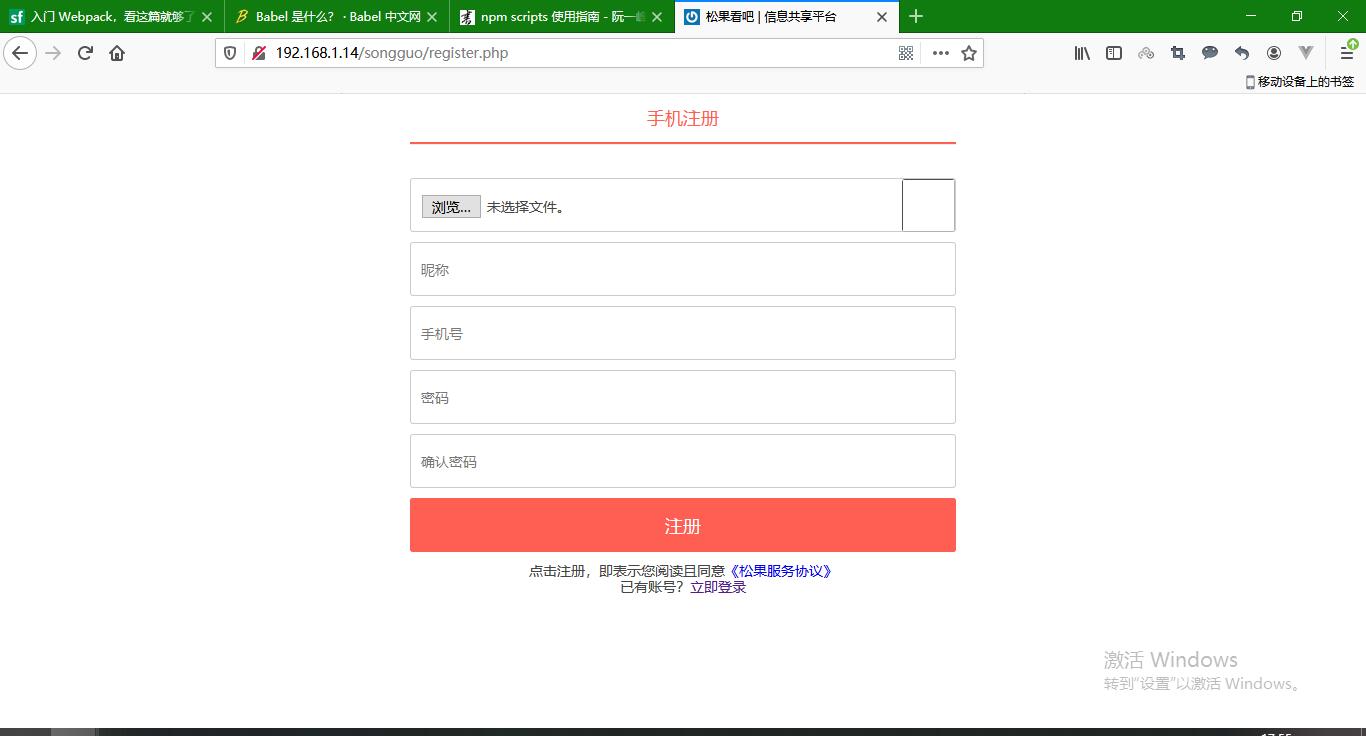 入门 Webpack，看这篇就够了
Babel 是什么？ · Babel 中文网
npm scripts 使用指南 - 阮一峰
松果看吧 | 信息共享平台
192.168.1.14/songguo/register.php
移动设备上的书签
手机注册
浏览... 未选择文件。
昵称
手机号
密码
确认密码
注册
点击注册，即表示您阅读且同意《松果服务协议》
已有账号？立即登录
激活 Windows
转到"设置"以激活 Windows。